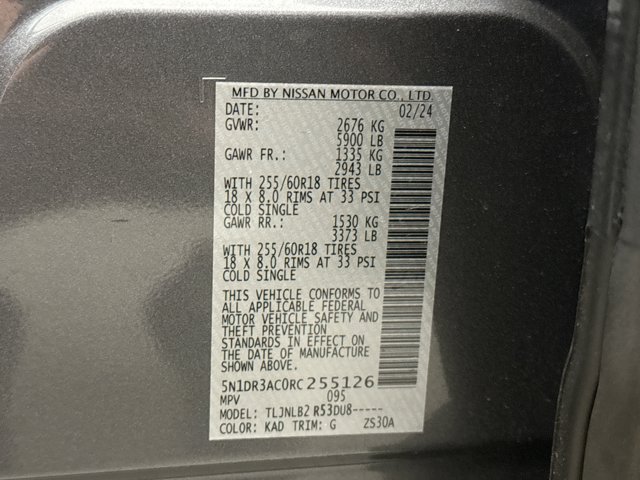 MFD BY NISSAN MOTOR CO., LTD.
DATE: 02/24
GVWR: 2676 KG
5900 LB
GAWR FR.: 1335 KG
2943 LB
WITH 255/60R18 TIRES
18 X 8.0 RIMS AT 33 PSI
COLD SINGLE
GAWR RR.: 1530 KG
3373 LB
WITH 255/60R18 TIRES
18 X 8.0 RIMS AT 33 PSI
COLD SINGLE
THIS VEHICLE CONFORMS TO
ALL APPLICABLE FEDERAL
MOTOR VEHICLE SAFETY AND
THEFT PREVENTION
STANDARDS IN EFFECT ON
THE DATE OF MANUFACTURE
SHOWN ABOVE.
5N1DR3AC0RC255126
MPV 095
MODEL: TLJNLB2 R53DU8-----
COLOR: KAD TRIM: G ZS30A